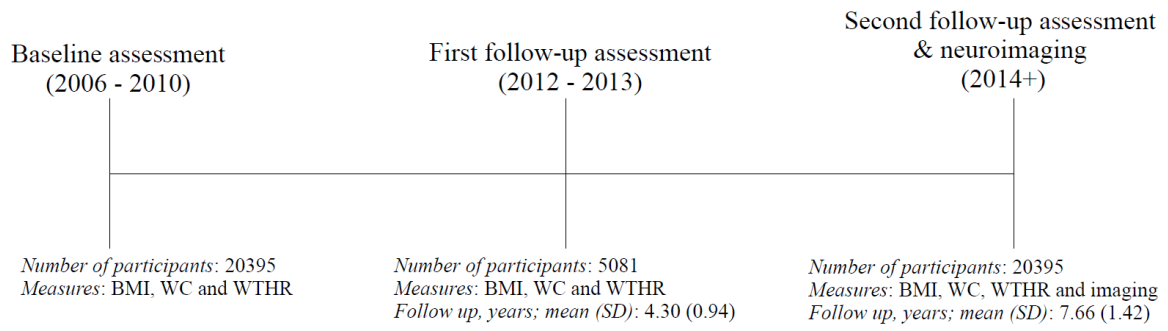 Baseline assessment
(2006 - 2010)
First follow-up assessment
(2012 - 2013)
Second follow-up assessment
& neuroimaging
(2014+)
Number of participants: 20395
Measures: BMI, WC and WTHR
Number of participants: 5081
Measures: BMI, WC and WTHR
Follow up, years; mean (SD): 4.30 (0.94)
Number of participants: 20395
Measures: BMI, WC, WTHR and imaging
Follow up, years; mean (SD): 7.66 (1.42)